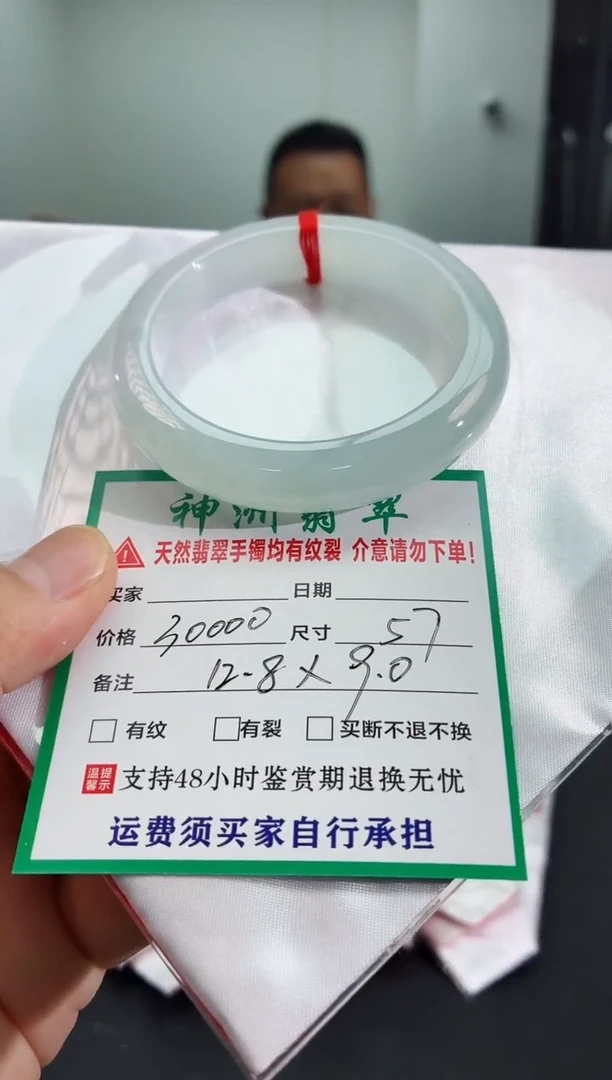 神洲翡翠
天然翡翠手镯均有纹裂 介意请勿下单!
买家 日期
价格 30000 尺寸 57
备注 12.8×9.0
有纹 有裂 买断不退不换
温馨提示 支持48小时鉴赏期退换无忧
运费须买家自行承担